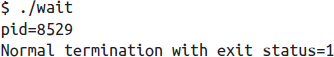 $ ./wait
pid=8529
Normal termination with exit status=1